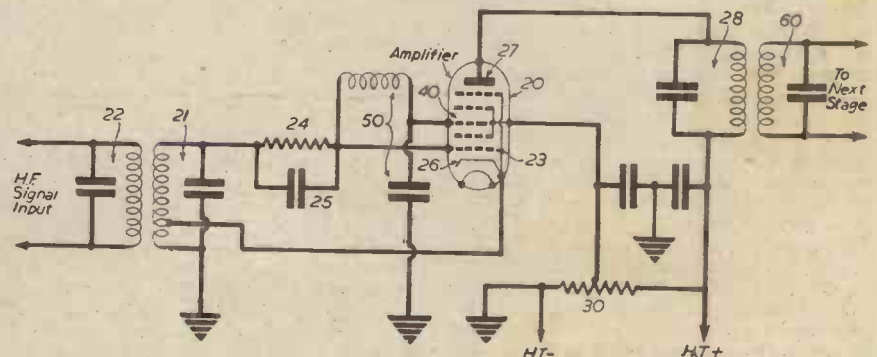 Amplifier
27
28
60
20
40
22
21
24
50
To
Next
Stage
26
23
H.F.
Signal
Input
25
30
HT-
HT+